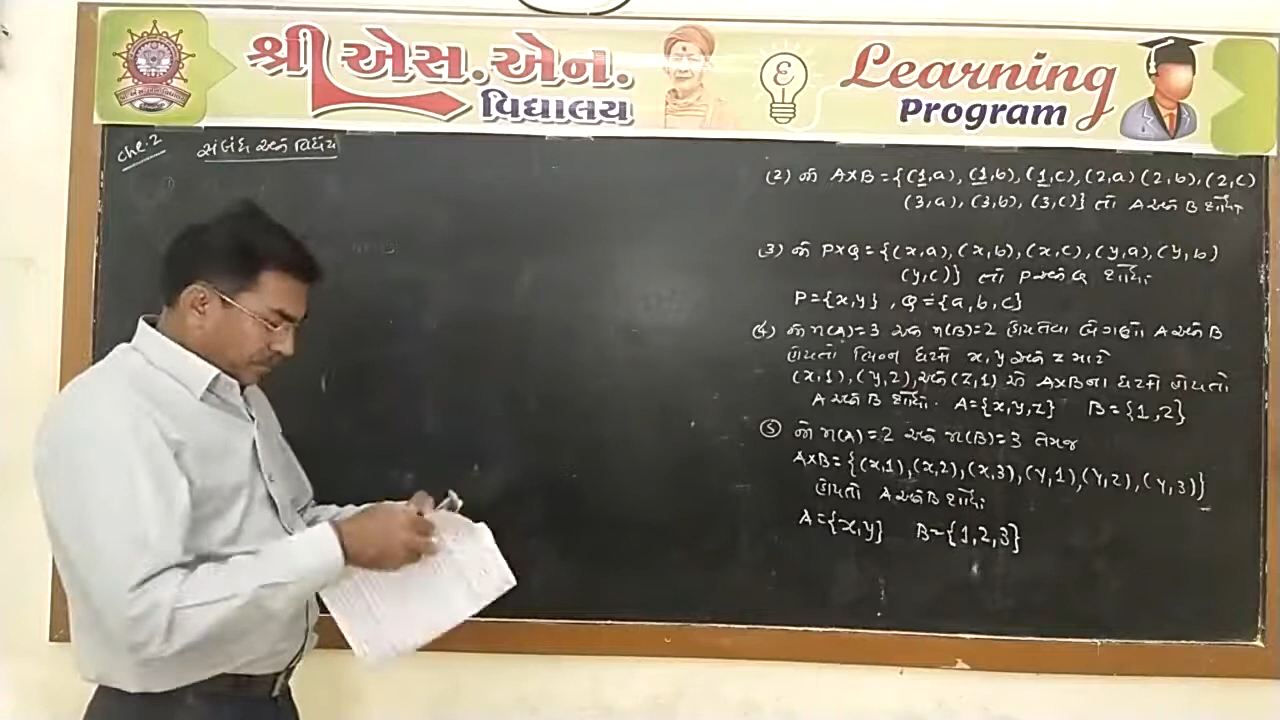 શ્રી એસ.એન.
વિદ્યાલય
Learning
Program
Che.2 સંબંધ અને વિધેય
(2) જો A×B = {(1,a), (1,b), (1,c), (2,a) (2,b), (2,c)
(3,a), (3,b), (3,c)} તો A અને B શોધો
3) જો P×Q = {(x,a), (x,b), (x,c), (y,a), (y,b)
(y,c)} તો P અને Q શોધો.
P = {x,y} , Q = {a,b,c}
(4) જો n(A)=3 અને n(B)=2 હોય તેવા બે ગણો A અને B
હોય તો ભિન્ન ઘટકો x, y અને z માટે
(x,1), (y,2), અને (z,1) એ A×B ના ઘટકો હોય તો
A અને B શોધો. A={x,y,z} B={1,2}
⑤ જો n(A)=2 અને n(B)=3 તેમજ
A×B={(x,1),(x,2),(x,3),(y,1),(y,2),(y,3)}
હોય તો A અને B શોધો.
A={x,y} B={1,2,3}